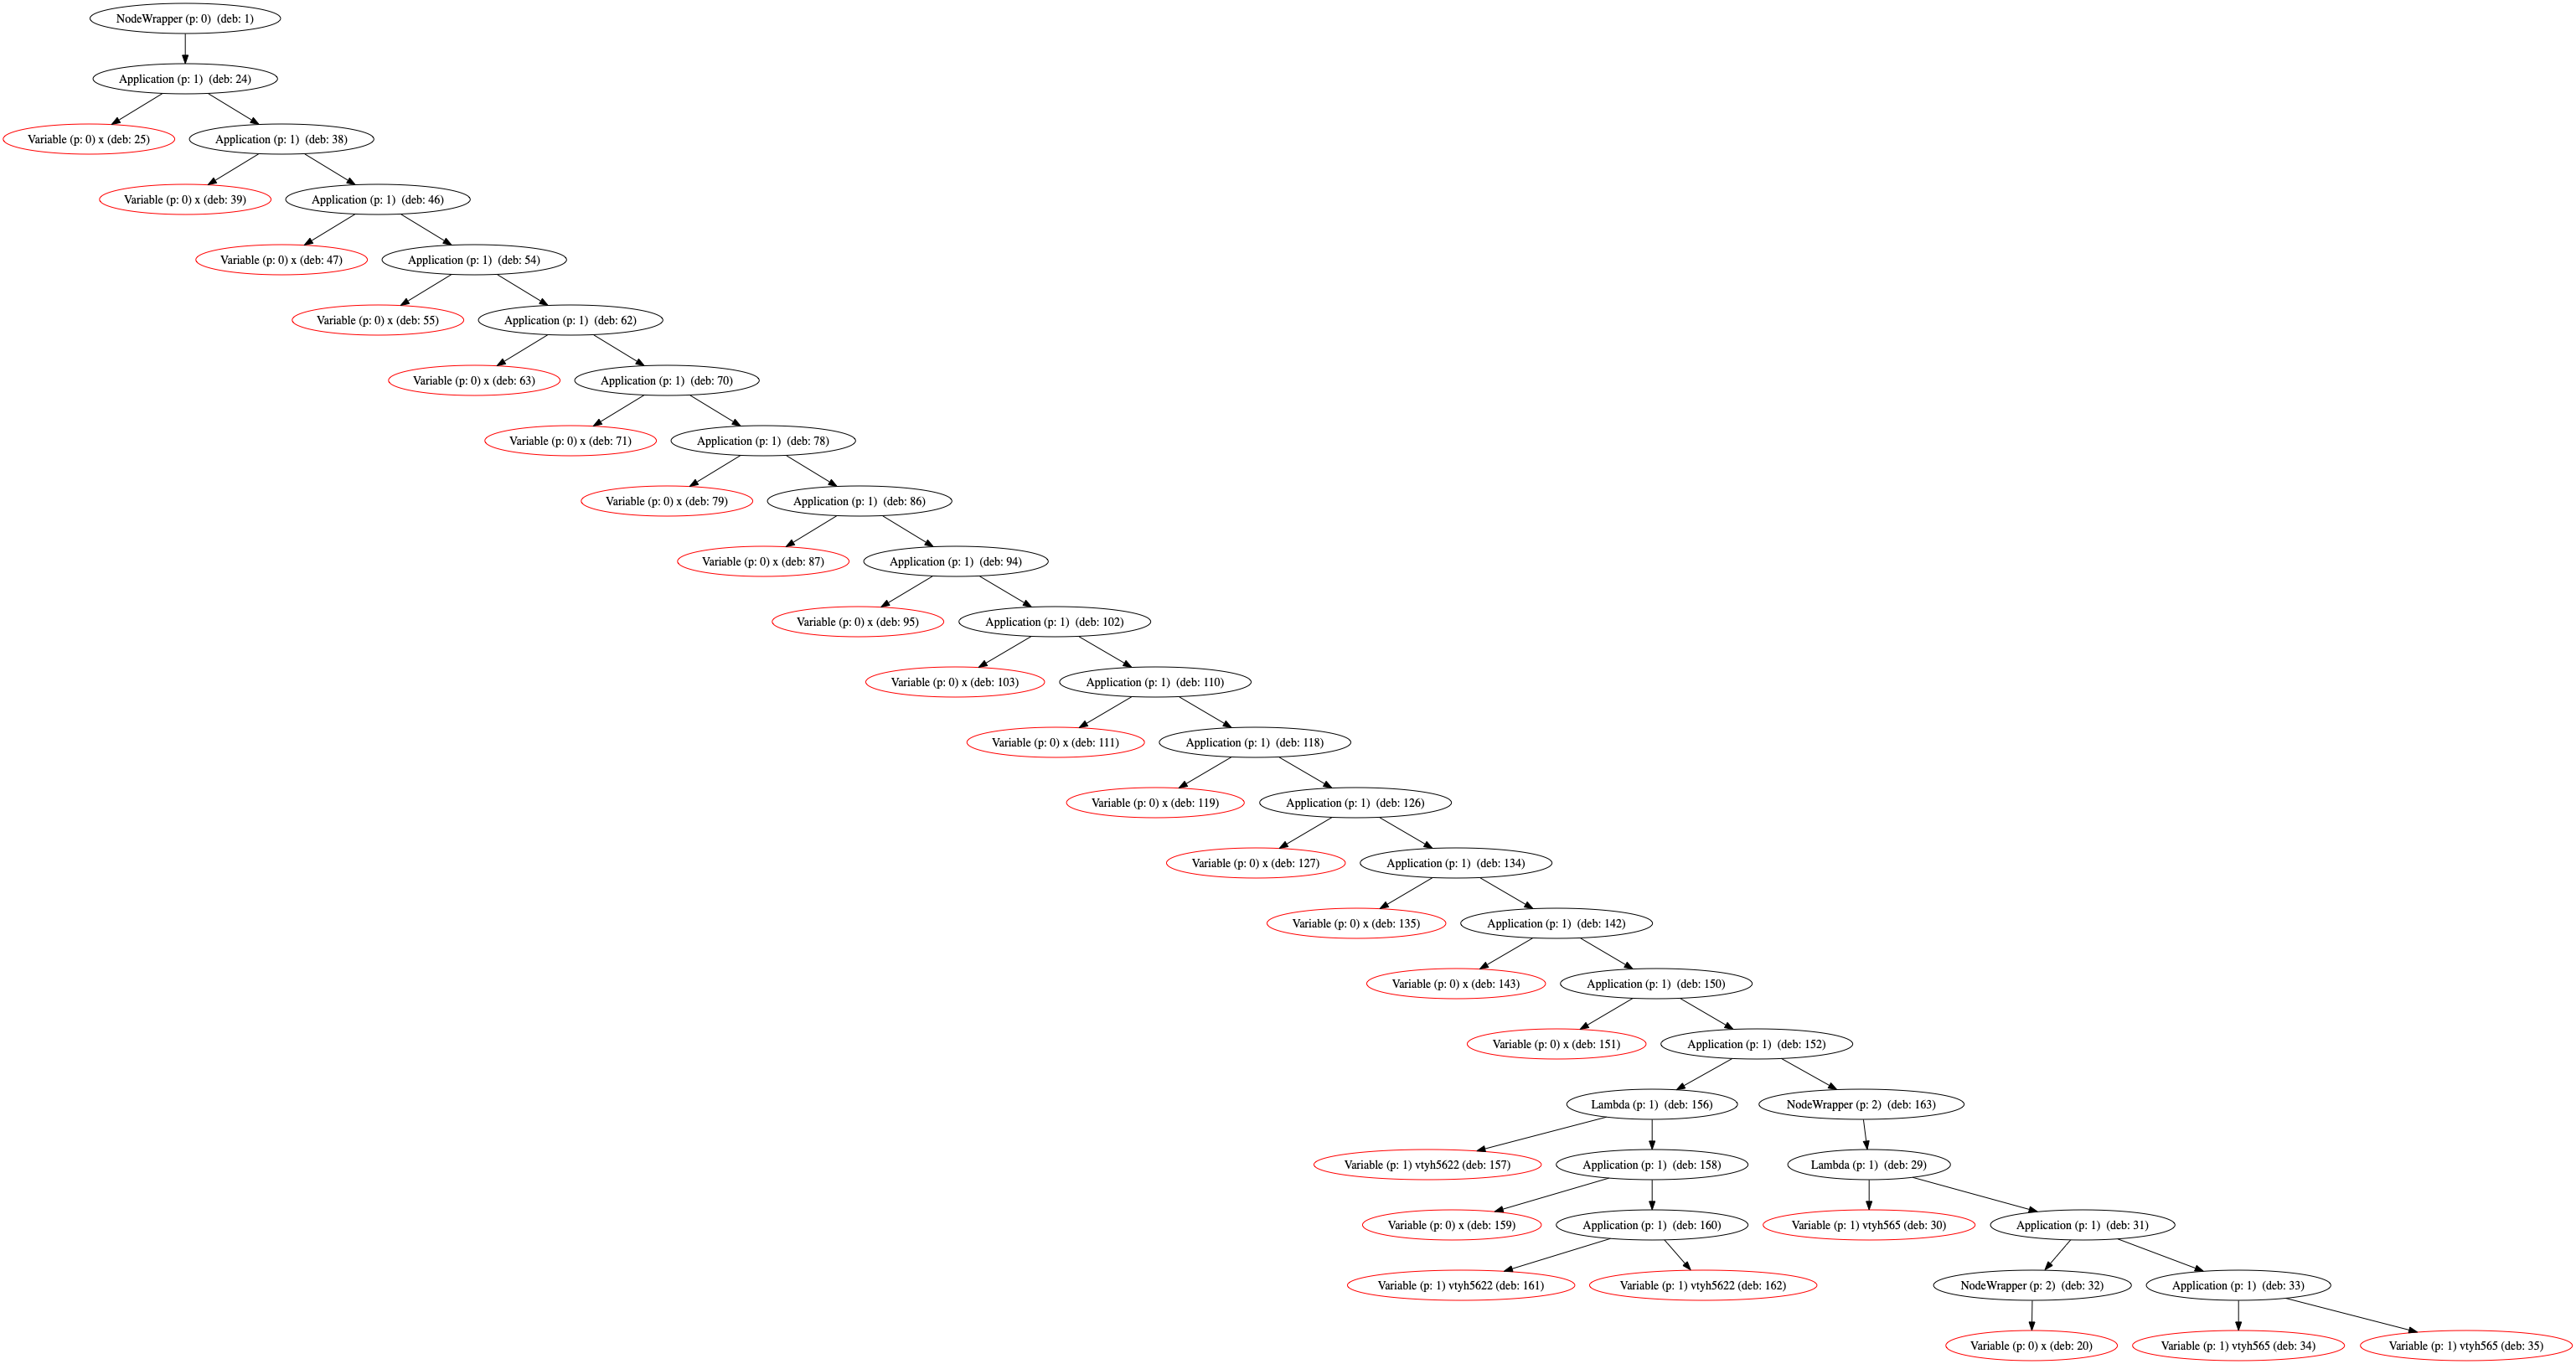 NodeWrapper (p: 0) (deb: 1)
Application (p: 1) (deb: 24)
Variable (p: 0) x (deb: 25)
Application (p: 1) (deb: 38)
Variable (p: 0) x (deb: 39)
Application (p: 1) (deb: 46)
Variable (p: 0) x (deb: 47)
Application (p: 1) (deb: 54)
Variable (p: 0) x (deb: 55)
Application (p: 1) (deb: 62)
Variable (p: 0) x (deb: 63)
Application (p: 1) (deb: 70)
Variable (p: 0) x (deb: 71)
Application (p: 1) (deb: 78)
Variable (p: 0) x (deb: 79)
Application (p: 1) (deb: 86)
Variable (p: 0) x (deb: 87)
Application (p: 1) (deb: 94)
Variable (p: 0) x (deb: 95)
Application (p: 1) (deb: 102)
Variable (p: 0) x (deb: 103)
Application (p: 1) (deb: 110)
Variable (p: 0) x (deb: 111)
Application (p: 1) (deb: 118)
Variable (p: 0) x (deb: 119)
Application (p: 1) (deb: 126)
Variable (p: 0) x (deb: 127)
Application (p: 1) (deb: 134)
Variable (p: 0) x (deb: 135)
Application (p: 1) (deb: 142)
Variable (p: 0) x (deb: 143)
Application (p: 1) (deb: 150)
Variable (p: 0) x (deb: 151)
Application (p: 1) (deb: 152)
Lambda (p: 1) (deb: 156)
NodeWrapper (p: 2) (deb: 163)
Variable (p: 1) vtyh5622 (deb: 157)
Application (p: 1) (deb: 158)
Lambda (p: 1) (deb: 29)
Variable (p: 0) x (deb: 159)
Application (p: 1) (deb: 160)
Variable (p: 1) vtyh565 (deb: 30)
Application (p: 1) (deb: 31)
Variable (p: 1) vtyh5622 (deb: 161)
Variable (p: 1) vtyh5622 (deb: 162)
NodeWrapper (p: 2) (deb: 32)
Application (p: 1) (deb: 33)
Variable (p: 0) x (deb: 20)
Variable (p: 1) vtyh565 (deb: 34)
Variable (p: 1) vtyh565 (deb: 35)